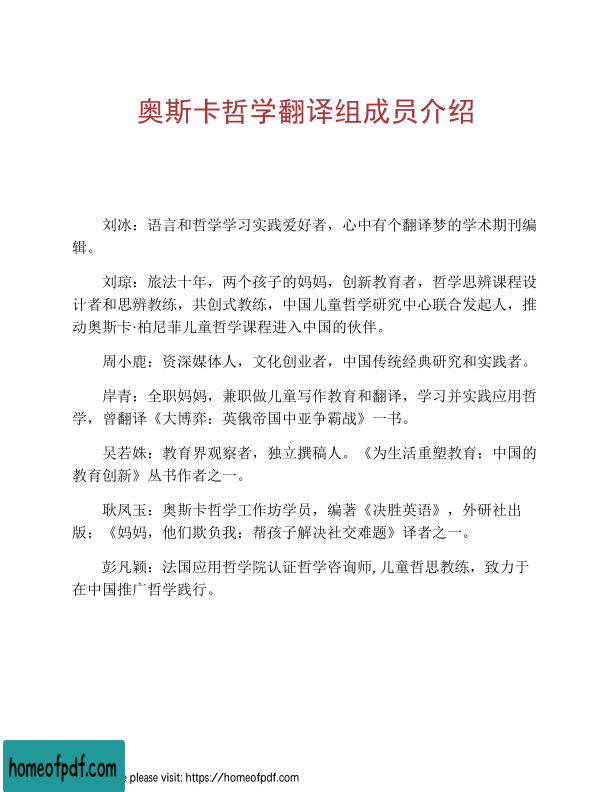 奥斯卡哲学翻译组成员介绍
刘冰：语言和哲学学习实践爱好者，心中有个翻译梦的学术期刊编
辑。
刘琼：旅法十年，两个孩子的妈妈，创新教育者，哲学思辨课程设
计者和思辨教练，共创式教练，中国儿童哲学研究中心联合发起人，推
动奥斯卡·柏尼菲儿童哲学课程进入中国的伙伴。
周小鹿：资深媒体人，文化创业者，中国传统经典研究和实践者。
岸青：全职妈妈，兼职做儿童写作教育和翻译，学习并实践应用哲
学，曾翻译《大博弈：英俄帝国中亚争霸战》一书。
吴若姝：教育界观察者，独立撰稿人。《为生活重塑教育：中国的
教育创新》丛书作者之一。
耿凤玉：奥斯卡哲学工作坊学员，编著《决胜英语》，外研社出
版；《妈妈，他们欺负我：帮孩子解决社交难题》译者之一。
彭凡颖：法国应用哲学院认证哲学咨询师,儿童哲思教练，致力于
在中国推广哲学践行。
homeofpdf.com
e please visit: https://homeofpdf.com